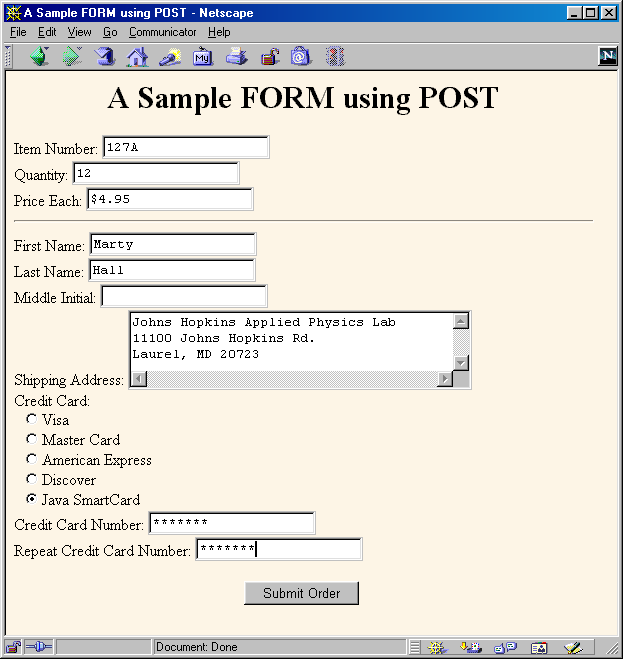 A Sample FORM using POST - Netscape
File Edit View Go Communicator Help
My N
A Sample FORM using POST
Item Number: 127A
Quantity: 12
Price Each: $4.95
First Name: Marty
Last Name: Hall
Middle Initial:
Johns Hopkins Applied Physics Lab
11100 Johns Hopkins Rd.
Laurel, MD 20723
Shipping Address:
Credit Card:
Visa
Master Card
American Express
Discover
Java SmartCard
Credit Card Number: *******
Repeat Credit Card Number: *******
Submit Order
Document: Done